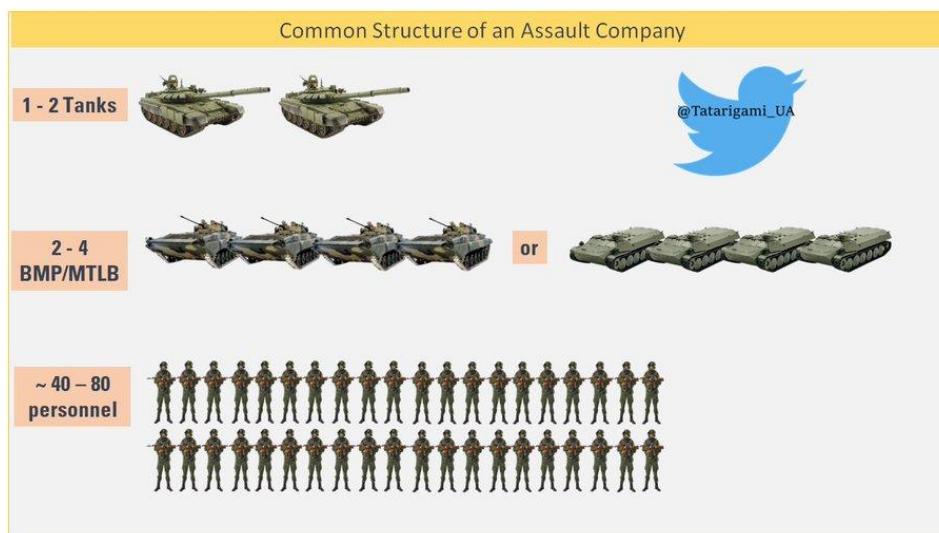 Common Structure of an Assault Company
1 - 2 Tanks
@Tatarigami_UA
2 - 4
BMP/MTLB
or
~ 40 – 80
personnel